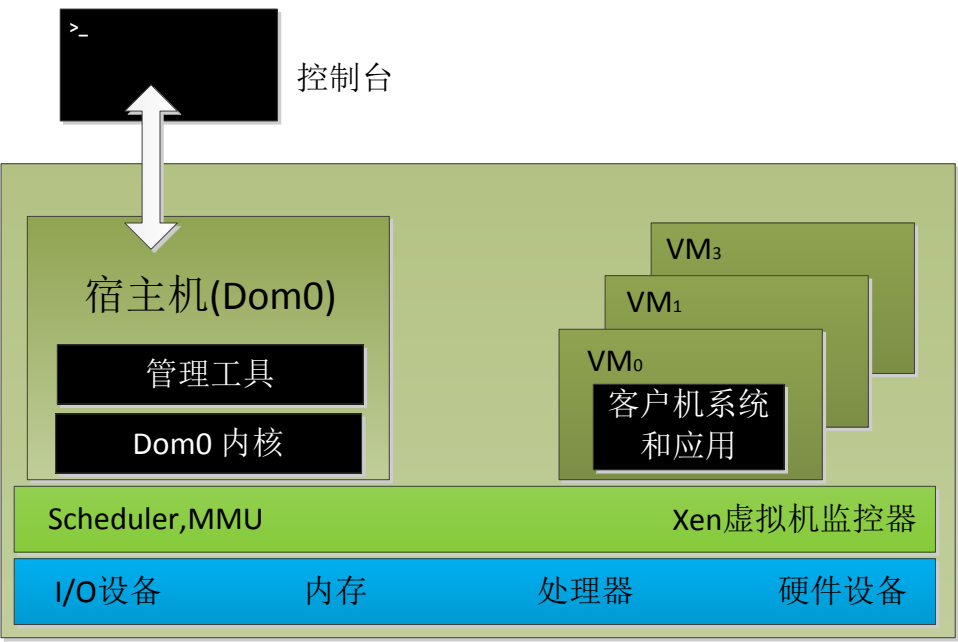 >_
控制台
宿主机(Dom0)
管理工具
Dom0 内核
VM₃
VM₁
VM₀
客户机系统
和应用
Scheduler,MMU
Xen虚拟机监控器
I/O设备 内存 处理器 硬件设备